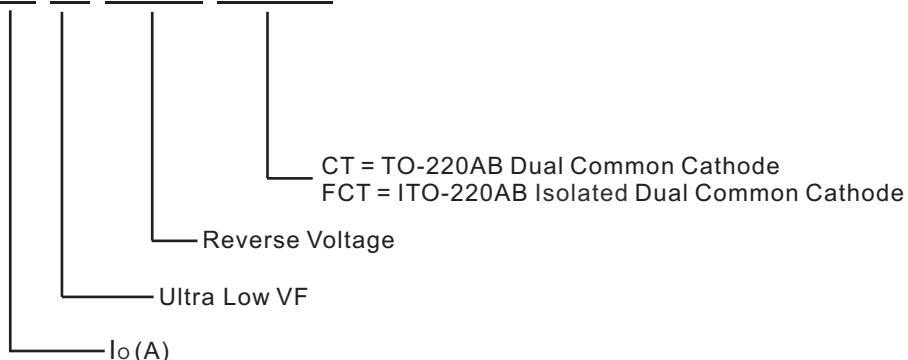 CT = TO-220AB Dual Common Cathode
FCT = ITO-220AB Isolated Dual Common Cathode
Reverse Voltage
Ultra Low VF
Io (A)